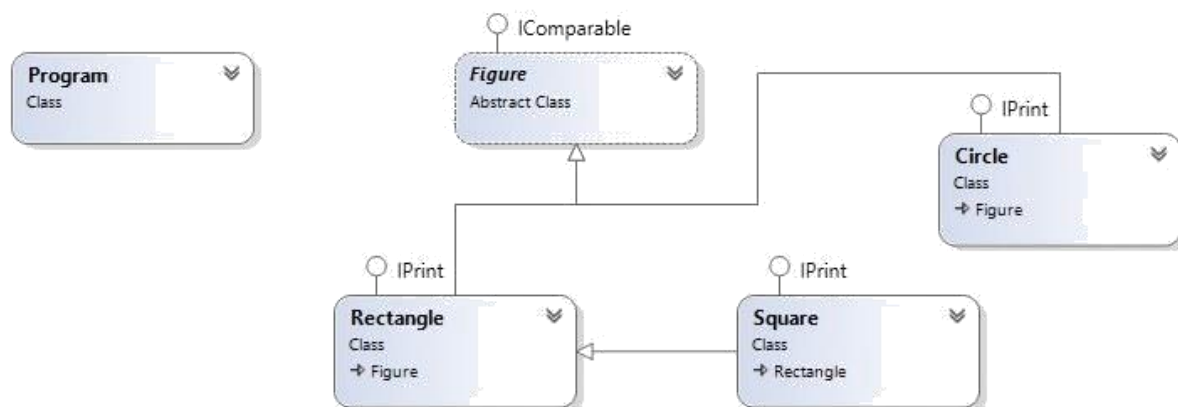 IComparable
Program
Class
Figure
Abstract Class
IPrint
Circle
Class
Figure
IPrint
Rectangle
Class
Figure
IPrint
Square
Class
Rectangle